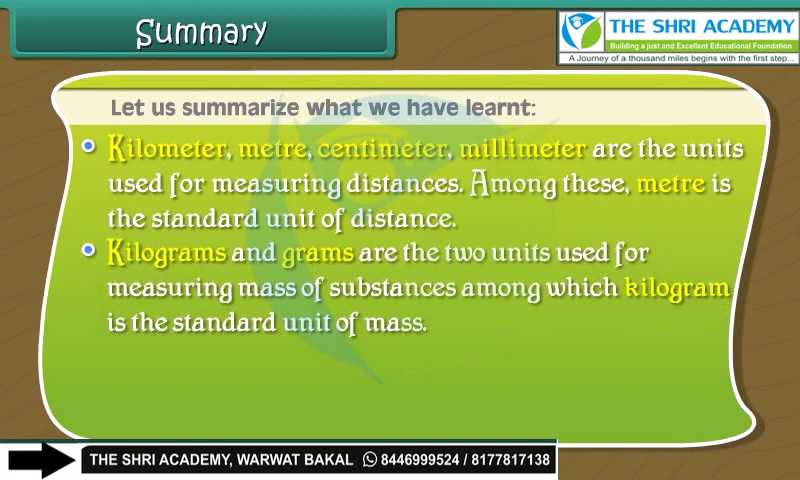 Summary
THE SHRI ACADEMY
Building a just and Excellent Educational Foundation
A Journey of a thousand miles begins with the first step...
Let us summarize what we have learnt:
Kilometer, metre, centimeter, millimeter are the units
used for measuring distances. Among these, metre is
the standard unit of distance.
Kilograms and grams are the two units used for
measuring mass of substances among which kilogram
is the standard unit of mass.
THE SHRI ACADEMY, WARWAT BAKAL 8446999524 / 8177817138